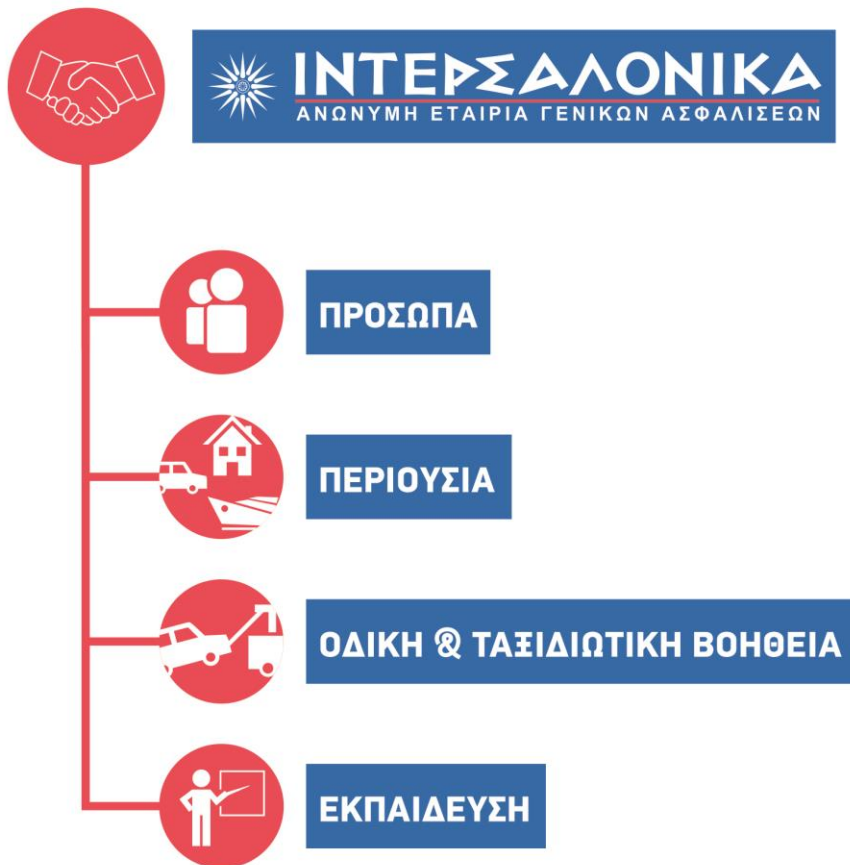 ΙΝΤΕΡΣΑΛΟΝΙΚΑ
ΑΝΩΝΥΜΗ ΕΤΑΙΡΙΑ ΓΕΝΙΚΩΝ ΑΣΦΑΛΙΣΕΩΝ
ΠΡΟΣΩΠΑ
ΠΕΡΙΟΥΣΙΑ
ΟΔΙΚΗ & ΤΑΞΙΔΙΩΤΙΚΗ ΒΟΗΘΕΙΑ
ΕΚΠΑΙΔΕΥΣΗ